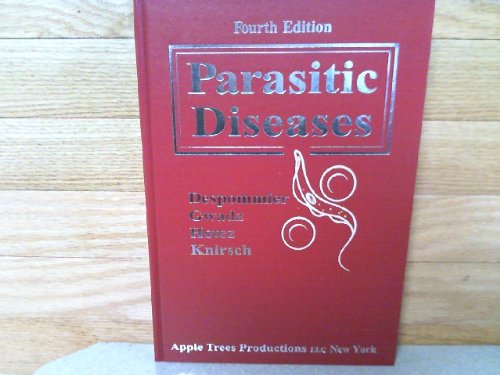 Fourth Edition
Parasitic
Diseases
Despommier
Gwadz
Hotez
Knirsch
Apple Trees Productions LLC New York